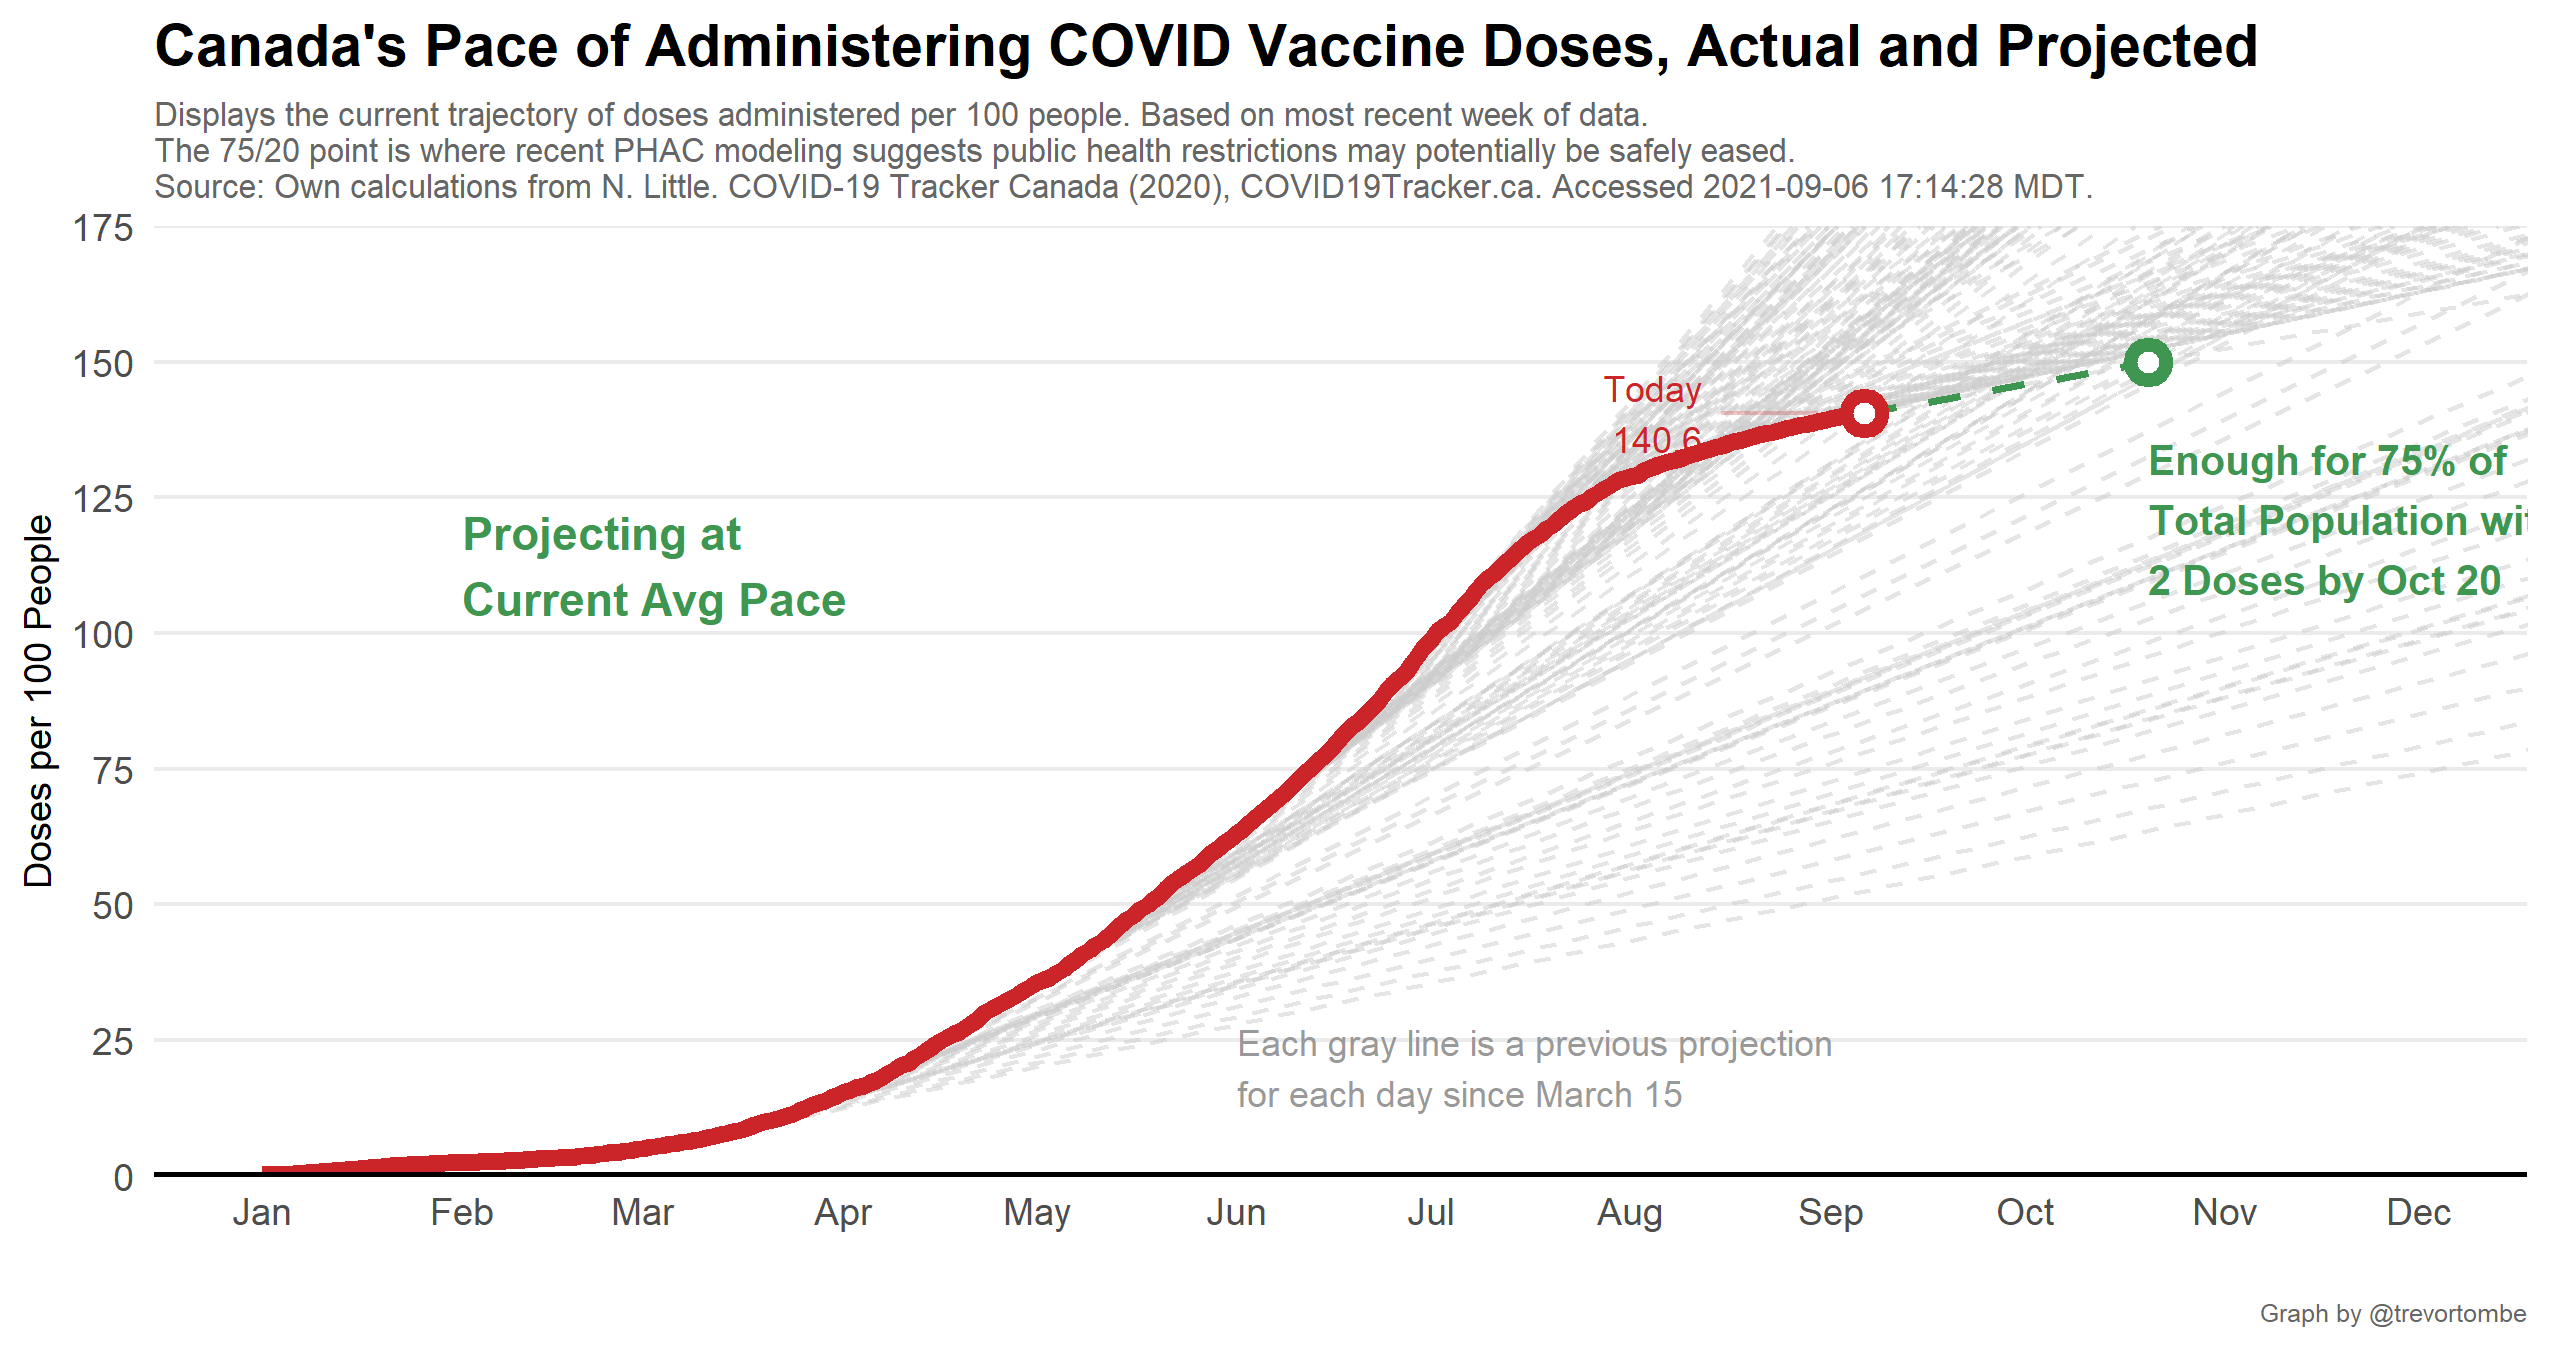 Canada's Pace of Administering COVID Vaccine Doses, Actual and Projected
Displays the current trajectory of doses administered per 100 people. Based on most recent week of data.
The 75/20 point is where recent PHAC modeling suggests public health restrictions may potentially be safely eased.
Source: Own calculations from N. Little. COVID-19 Tracker Canada (2020), COVID19Tracker.ca. Accessed 2021-09-06 17:14:28 MDT.
Doses per 100 People
175
150
125
100
75
50
25
0
Today
140.6
Projecting at
Current Avg Pace
Enough for 75% of
Total Population wit
2 Doses by Oct 20
Each gray line is a previous projection
for each day since March 15
Jan Feb Mar Apr May Jun Jul Aug Sep Oct Nov Dec
Graph by @trevortombe